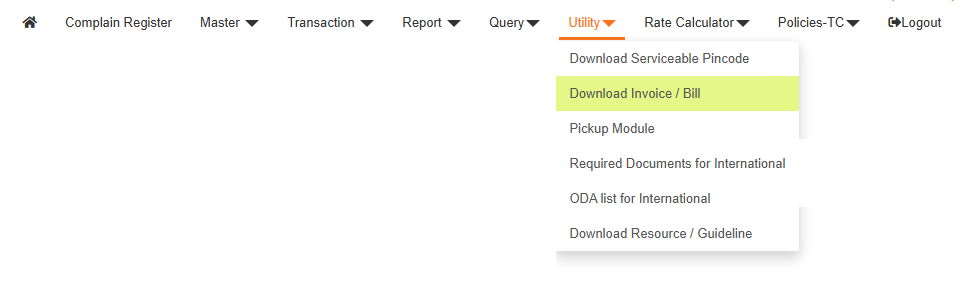 Complain Register Master Transaction Report Query Utility Rate Calculator Policies-TC Logout
Download Serviceable Pincode
Download Invoice / Bill
Pickup Module
Required Documents for International
ODA list for International
Download Resource / Guideline